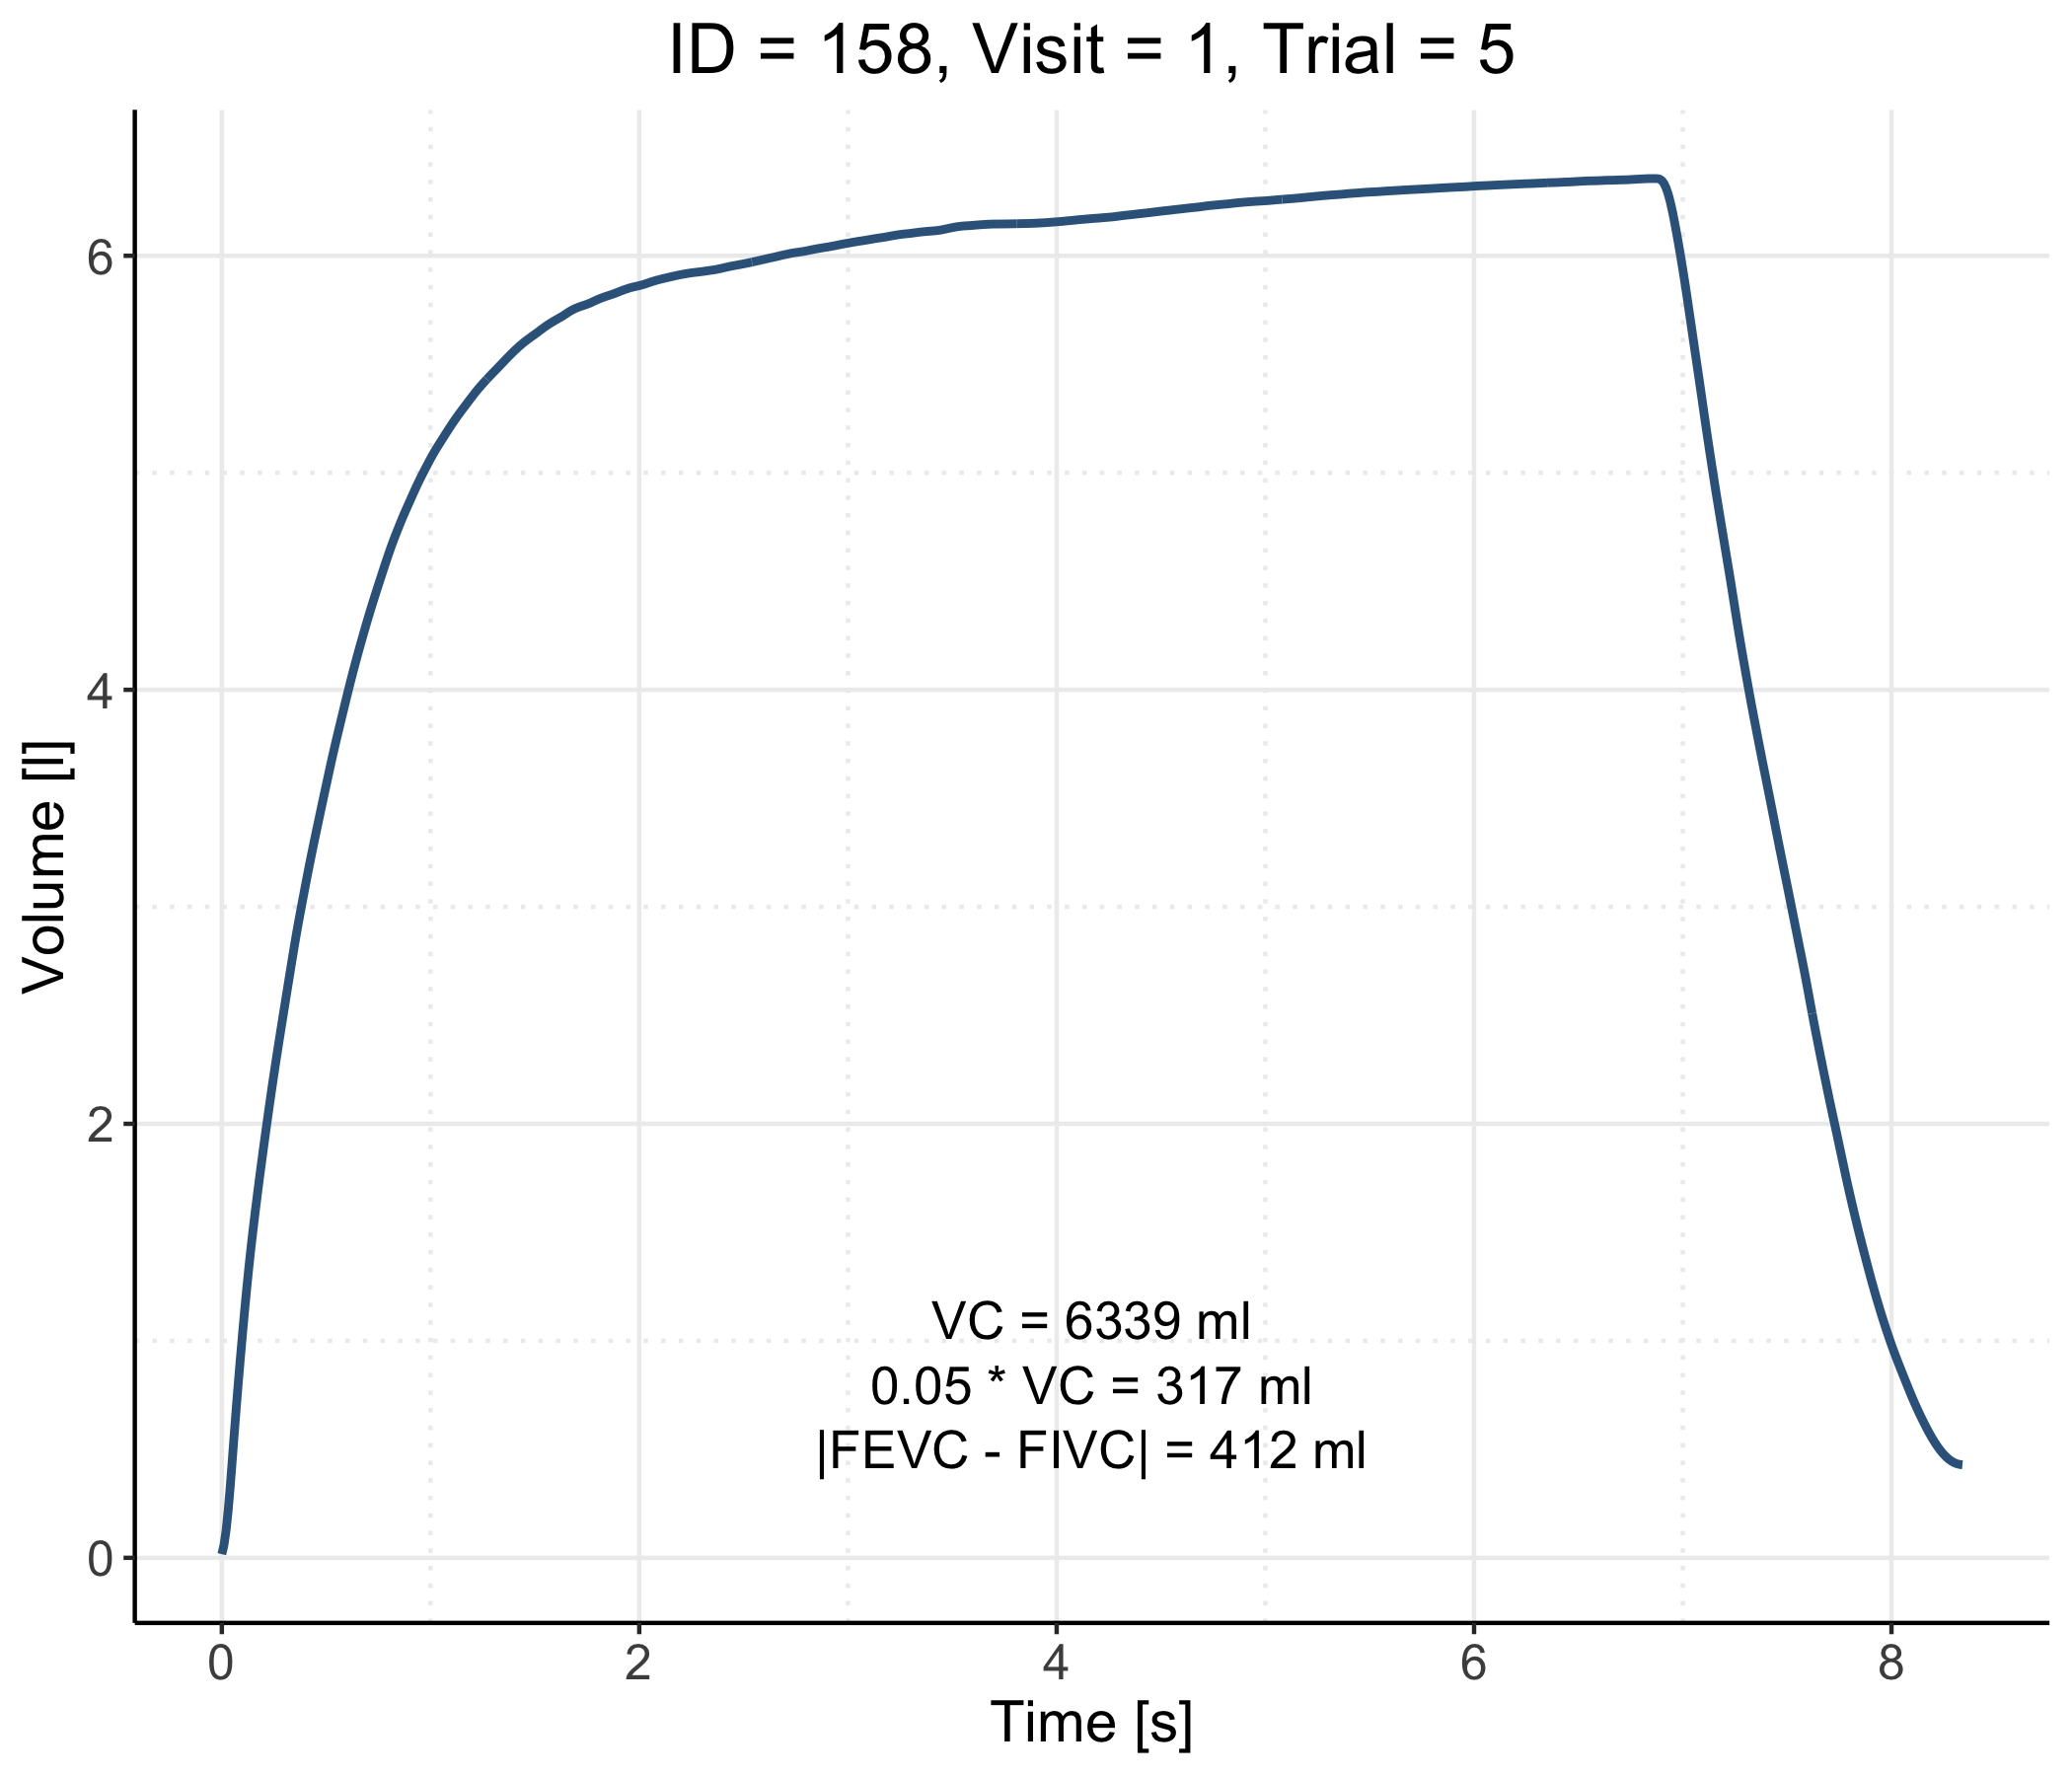 ID = 158, Visit = 1, Trial = 5
6
4
2
0
Volume [l]
VC = 6339 ml
0.05 * VC = 317 ml
|FEVC - FIVC| = 412 ml
0 2 4 6 8
Time [s]